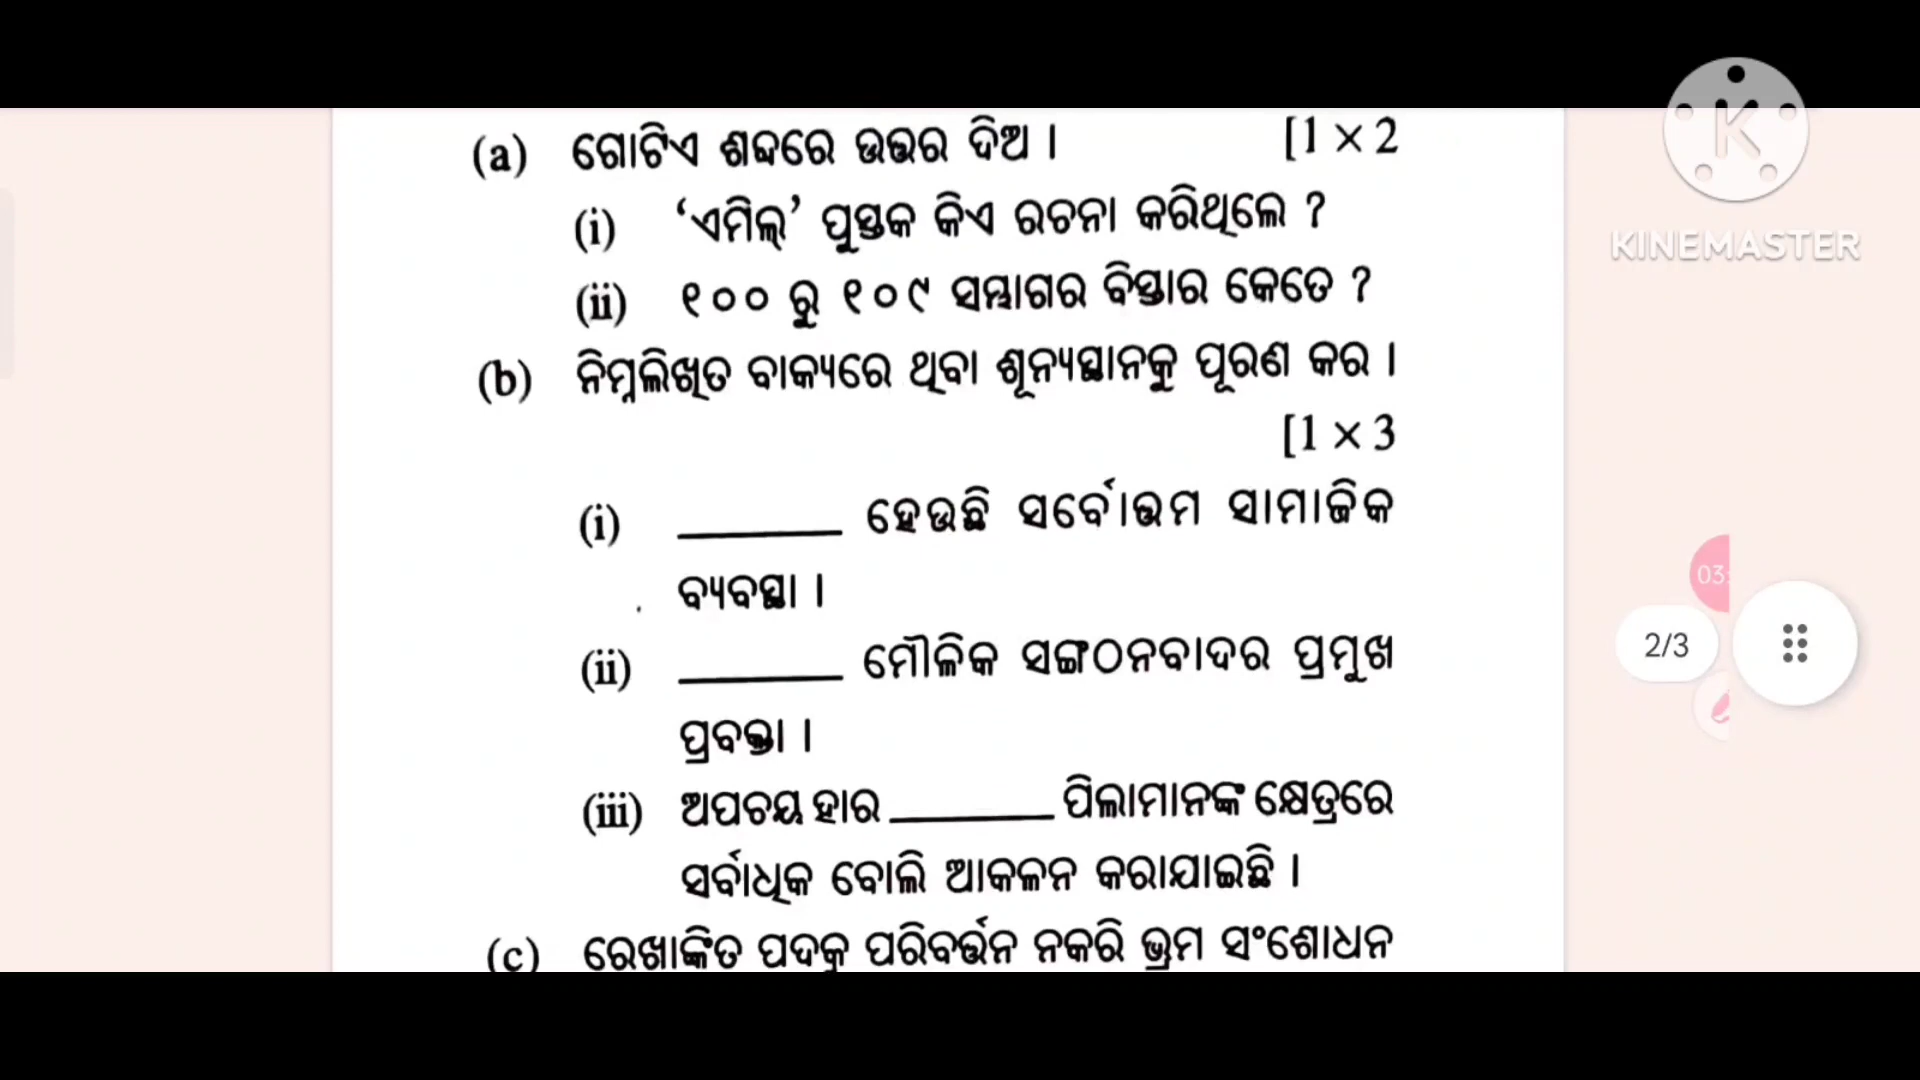 (a) ଗୋଟିଏ ଶବ୍ଦରେ ଉତ୍ତର ଦିଅ । [1 × 2
(i) ‘ଏମିଲ୍’ ପୁସ୍ତକ କିଏ ରଚନା କରିଥିଲେ ?
(ii) ୧୦୦ ରୁ ୧୦୯ ସମ୍ଭାଗର ବିସ୍ତାର କେତେ ?
(b) ନିମ୍ନଲିଖିତ ବାକ୍ୟରେ ଥିବା ଶୂନ୍ୟସ୍ଥାନକୁ ପୂରଣ କର ।
[1 × 3
(i) ______ ହେଉଛି ସର୍ବୋତ୍ତମ ସାମାଜିକ
ବ୍ୟବସ୍ଥା ।
(ii) ______ ମୌଳିକ ସଙ୍ଗଠନବାଦର ପ୍ରମୁଖ
ପ୍ରବକ୍ତା ।
(iii) ଅପଚୟ ହାର ______ ପିଲାମାନଙ୍କ କ୍ଷେତ୍ରରେ
ସର୍ବାଧିକ ବୋଲି ଆକଳନ କରାଯାଇଛି ।
(c) ରେଖାଙ୍କିତ ପଦକୁ ପରିବର୍ତ୍ତନ ନକରି ଭ୍ରମ ସଂଶୋଧନ
KINEMASTER
03:
2/3